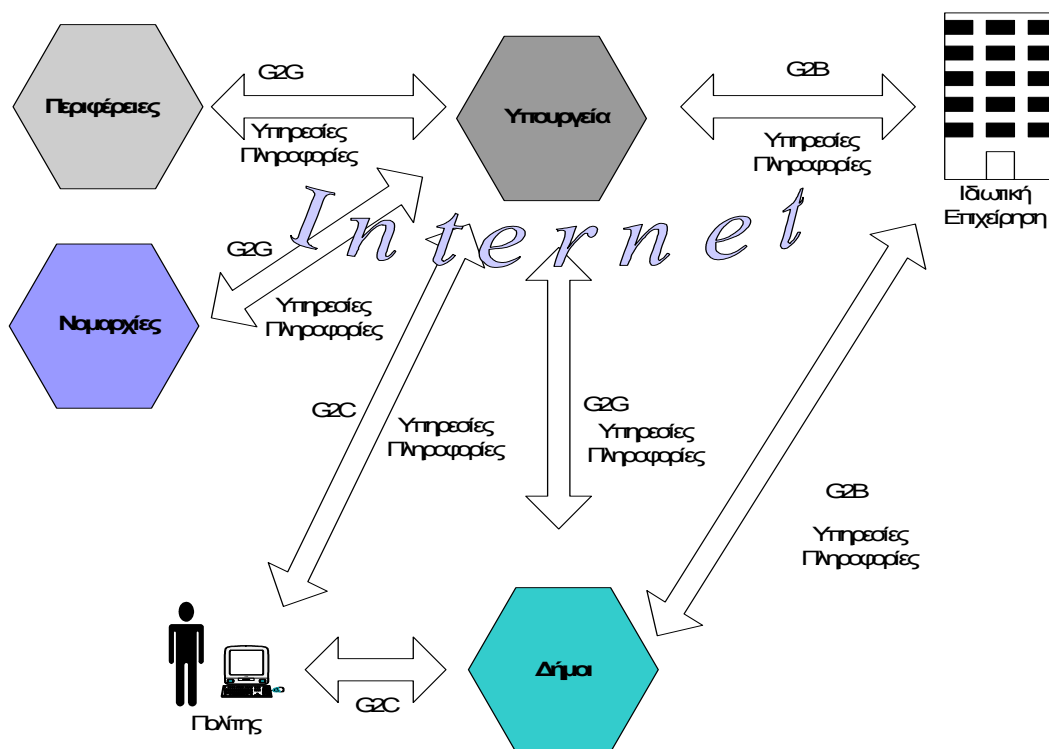 G2G
G2B
Περιφέρειες
Υπουργεία
Υπηρεσίες
Πληροφορίες
Υπηρεσίες
Πληροφορίες
Ιδιωτική
Επιχείρηση
Internet
G2G
Υπηρεσίες
Πληροφορίες
Νομαρχίες
G2C
Υπηρεσίες
Πληροφορίες
G2G
Υπηρεσίες
Πληροφορίες
G2B
Υπηρεσίες
Πληροφορίες
Δήμοι
G2C
Πολίτης